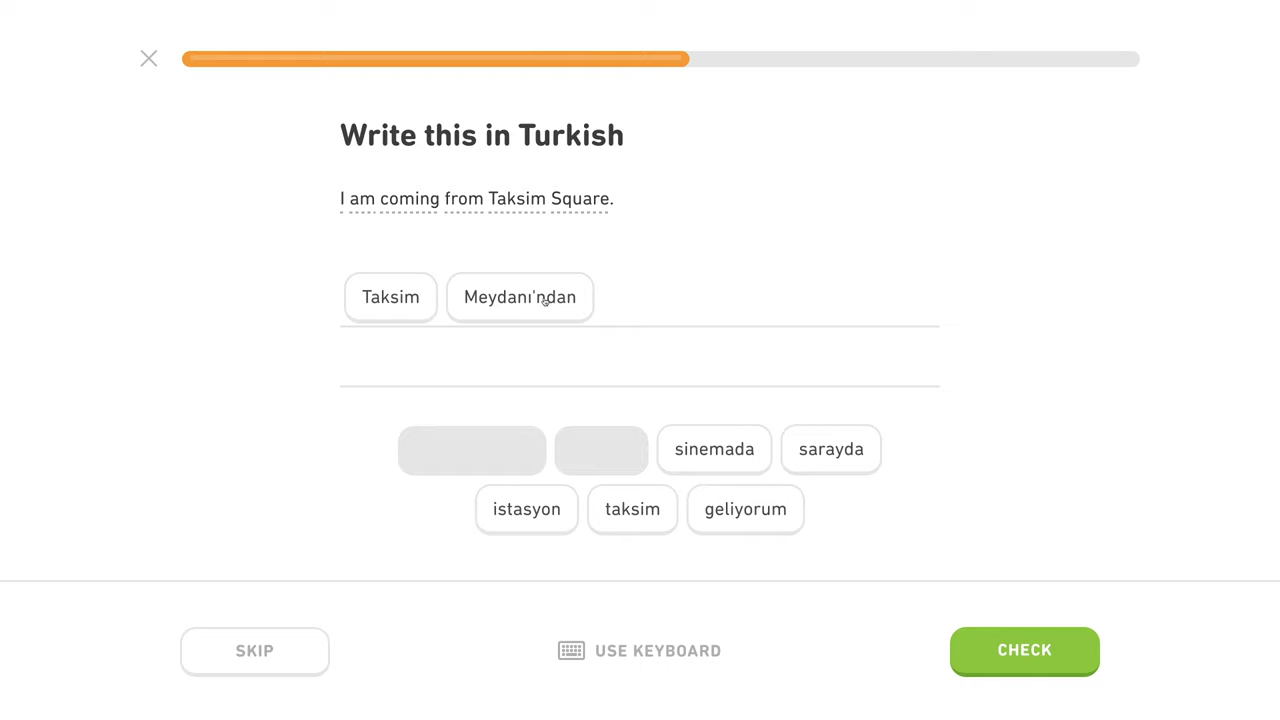 Write this in Turkish
I am coming from Taksim Square.
Taksim Meydanı'ndan
sinemada sarayda
istasyon taksim geliyorum
SKIP USE KEYBOARD CHECK